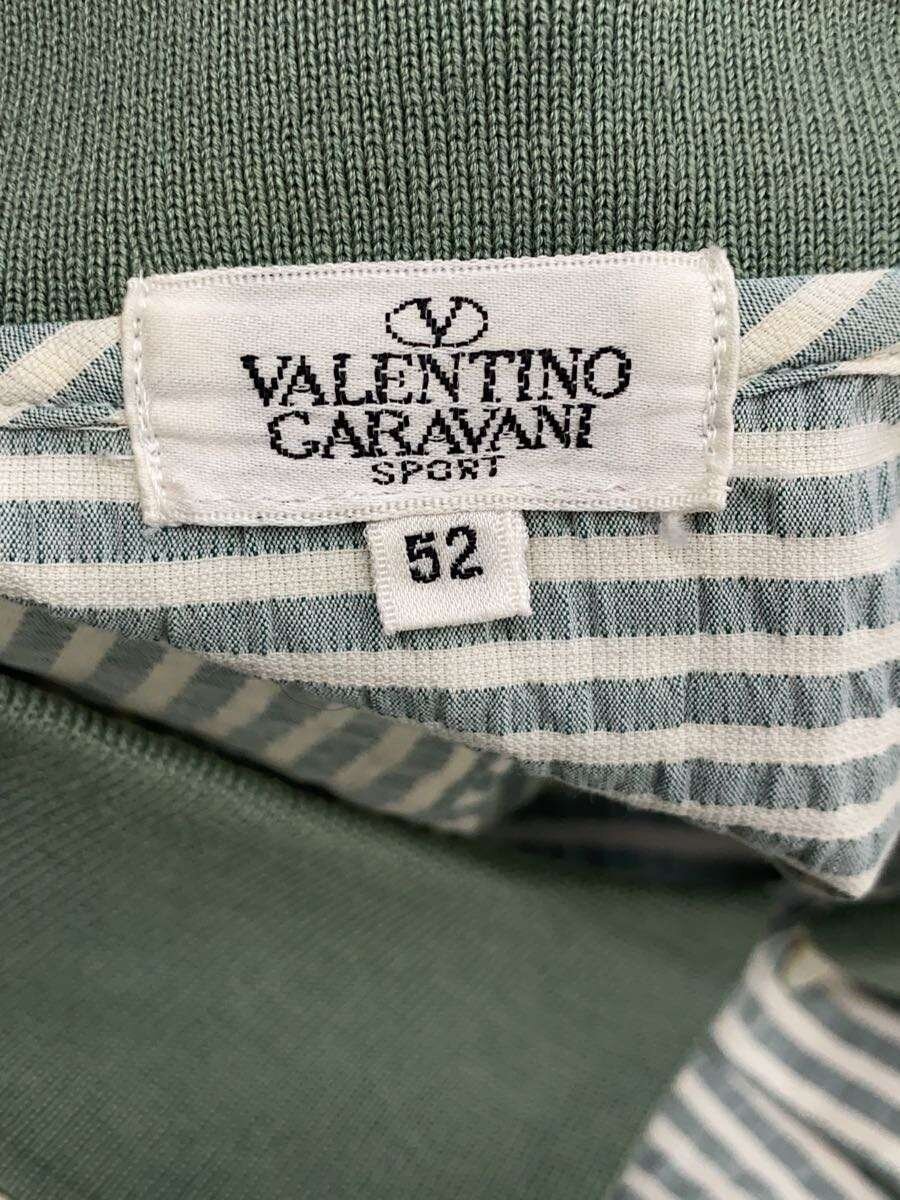 V
VALENTINO
GARAVANI
SPORT
52